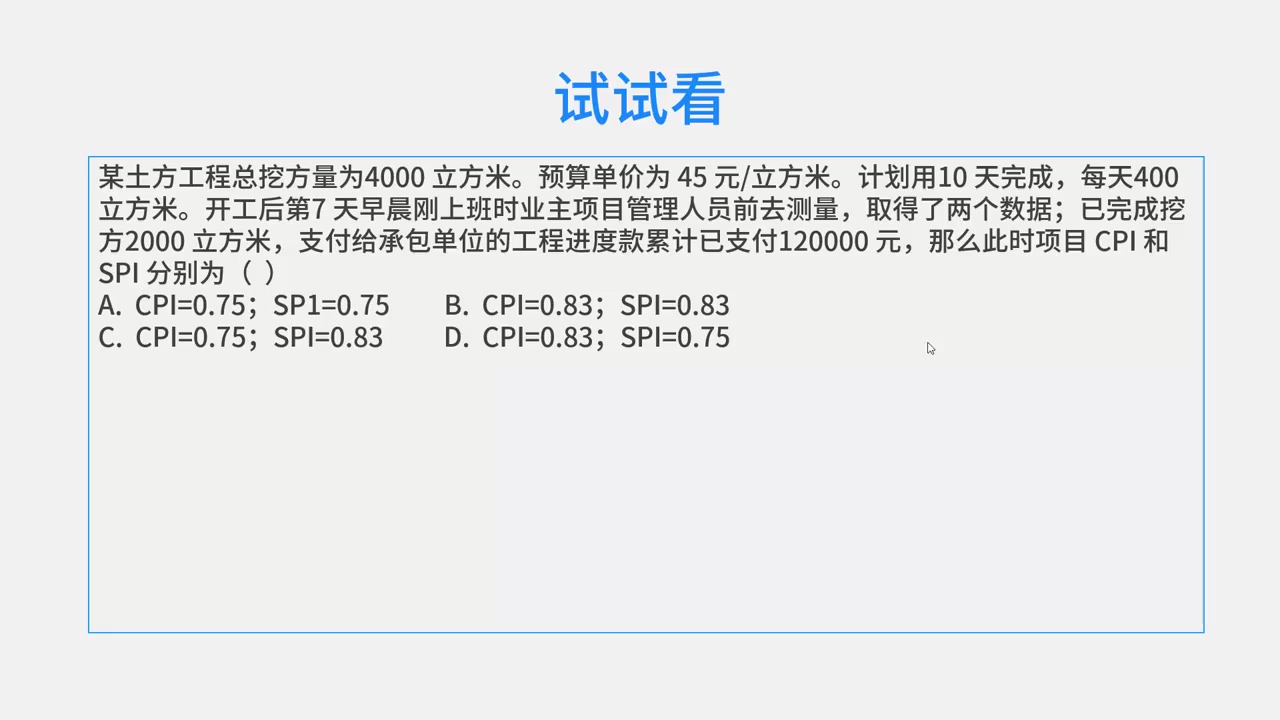 试试看
某土方工程总挖方量为4000 立方米。预算单价为 45 元/立方米。计划用10 天完成，每天400
立方米。开工后第7 天早晨刚上班时业主项目管理人员前去测量，取得了两个数据；已完成挖
方2000 立方米，支付给承包单位的工程进度款累计已支付120000 元，那么此时项目 CPI 和
SPI 分别为（ ）
A. CPI=0.75；SP1=0.75 B. CPI=0.83；SPI=0.83
C. CPI=0.75；SPI=0.83 D. CPI=0.83；SPI=0.75